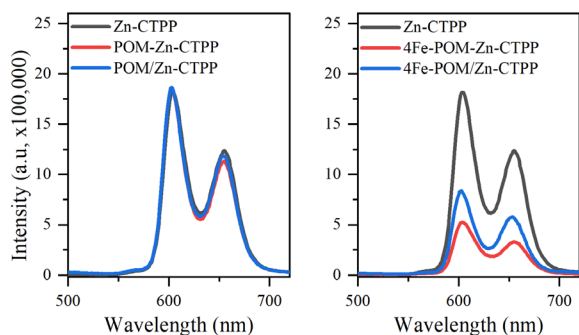 Zn-CTPP
POM-Zn-CTPP
POM/Zn-CTPP
25
20
15
10
5
0
500
600
700
Wavelength (nm)
Intensity (a.u, x100,000)
Zn-CTPP
4Fe-POM-Zn-CTPP
4Fe-POM/Zn-CTPP
25
20
15
10
5
0
500
600
700
Wavelength (nm)